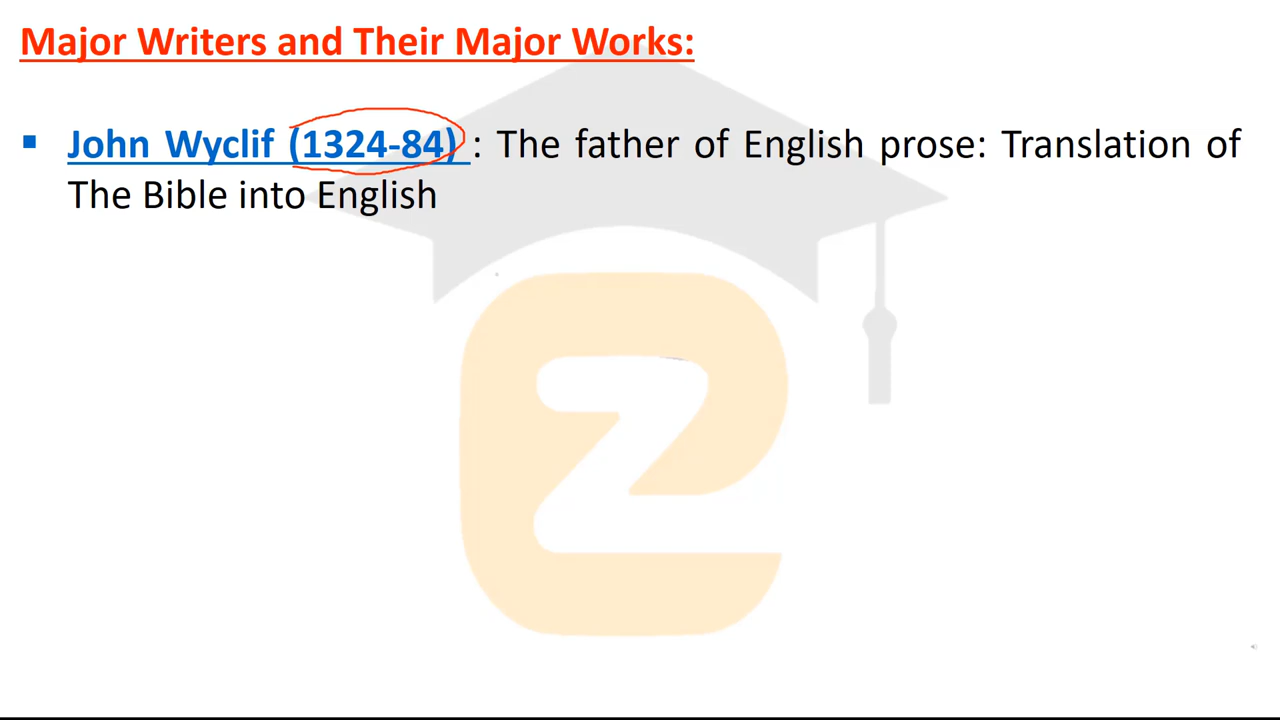 Major Writers and Their Major Works:
▪ John Wyclif (1324-84) : The father of English prose: Translation of
The Bible into English